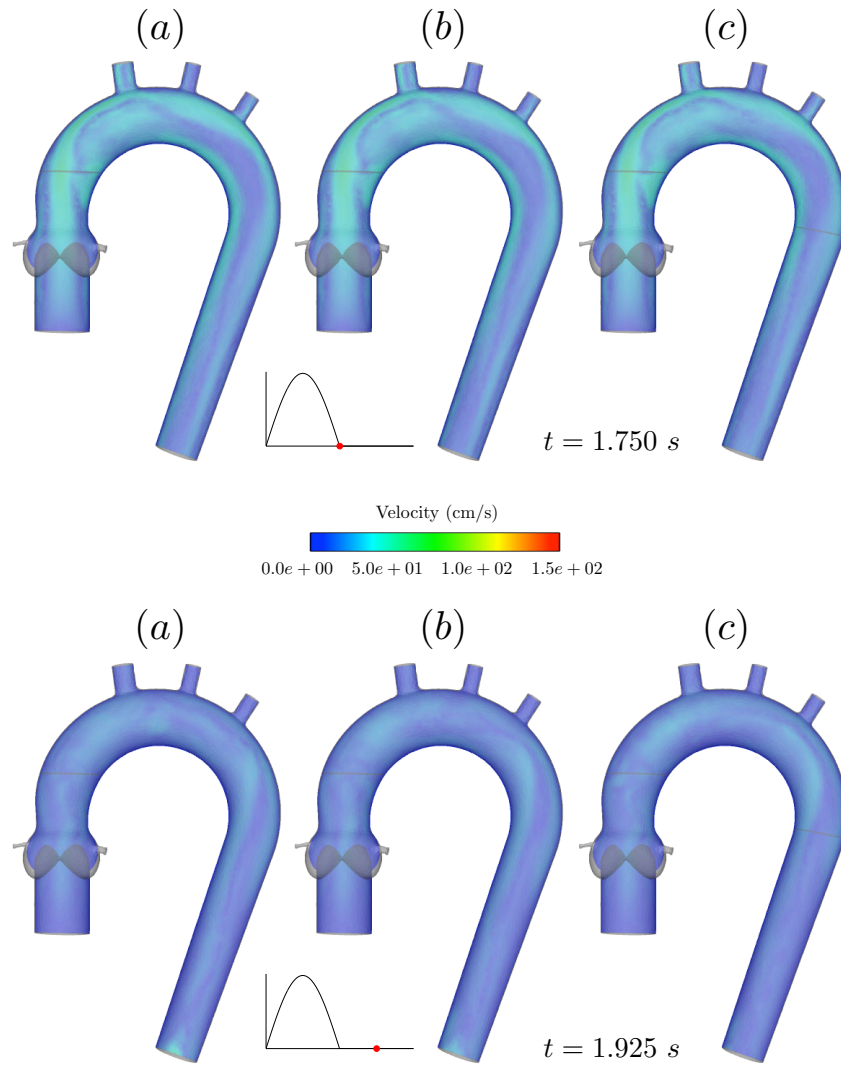 (a) (b) (c)
t = 1.750 s
Velocity (cm/s)
0.0e + 00 5.0e + 01 1.0e + 02 1.5e + 02
(a) (b) (c)
t = 1.925 s